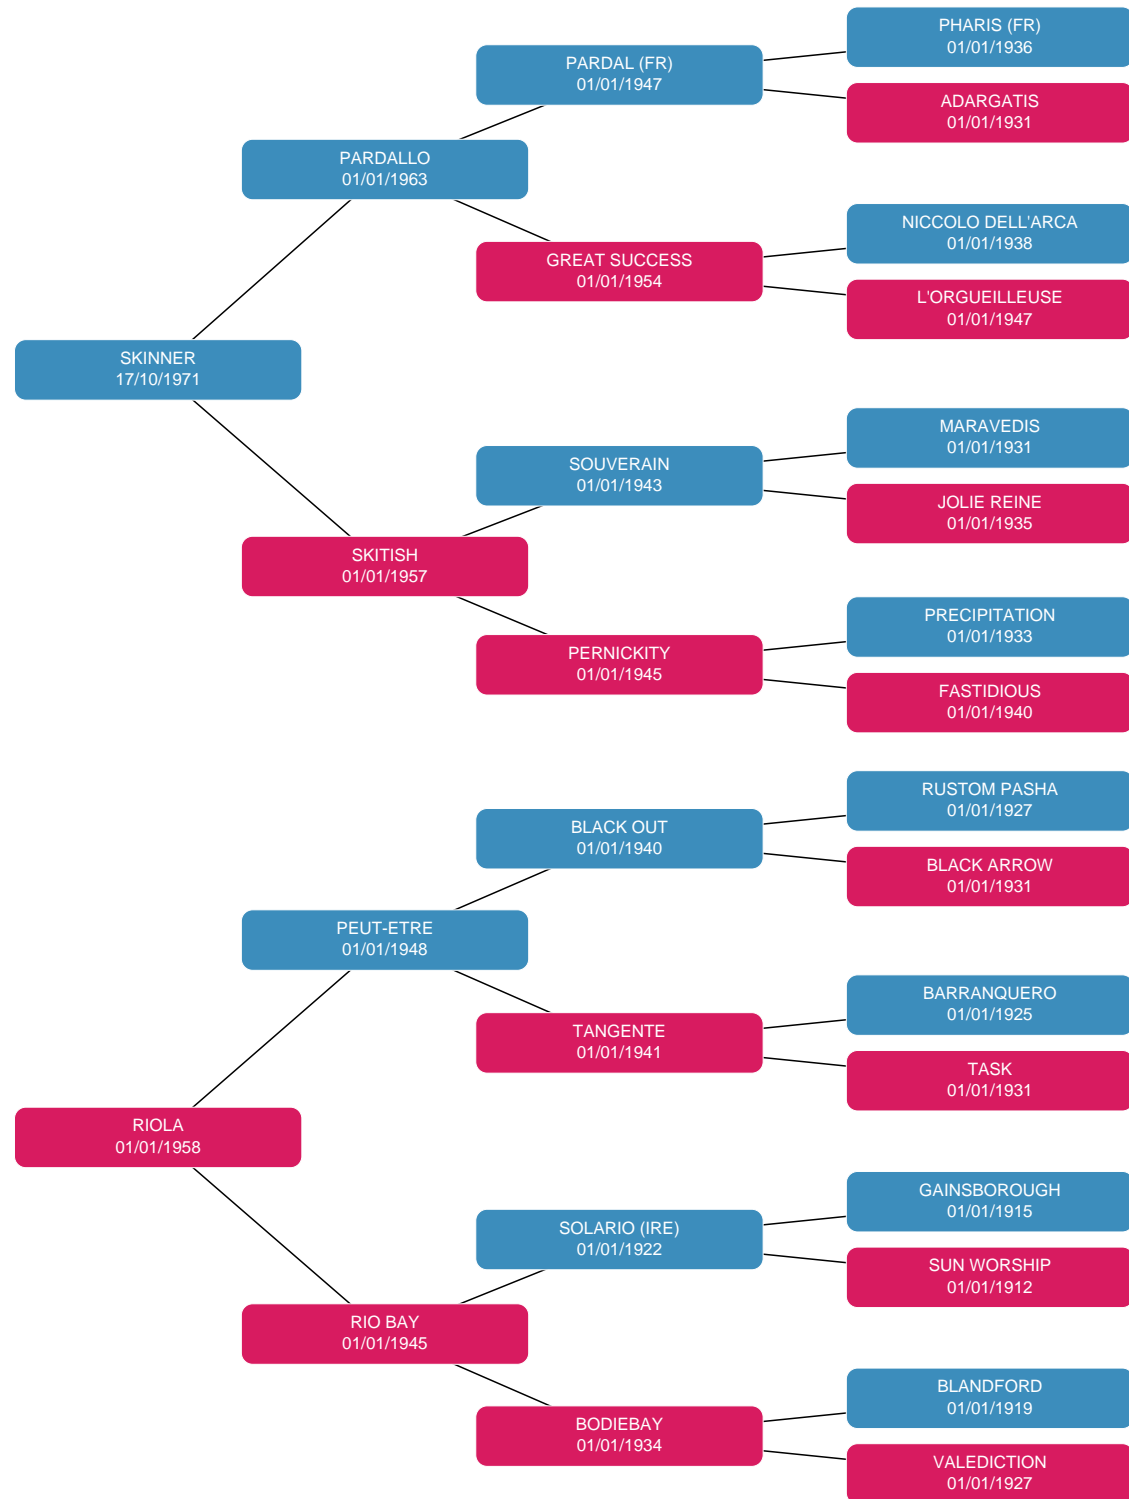 PHARIS (FR)
01/01/1936
PARDAL (FR)
01/01/1947
ADARGATIS
01/01/1931
PARDALLO
01/01/1963
NICCOLO DELL'ARCA
01/01/1938
GREAT SUCCESS
01/01/1954
L'ORGUEILLEUSE
01/01/1947
SKINNER
17/10/1971
MARAVEDIS
01/01/1931
SOUVERAIN
01/01/1943
JOLIE REINE
01/01/1935
SKITISH
01/01/1957
PRECIPITATION
01/01/1933
PERNICKITY
01/01/1945
FASTIDIOUS
01/01/1940
RUSTOM PASHA
01/01/1927
BLACK OUT
01/01/1940
BLACK ARROW
01/01/1931
PEUT-ETRE
01/01/1948
BARRANQUERO
01/01/1925
TANGENTE
01/01/1941
TASK
01/01/1931
RIOLA
01/01/1958
GAINSBOROUGH
01/01/1915
SOLARIO (IRE)
01/01/1922
SUN WORSHIP
01/01/1912
RIO BAY
01/01/1945
BLANDFORD
01/01/1919
BODIEBAY
01/01/1934
VALEDICTION
01/01/1927